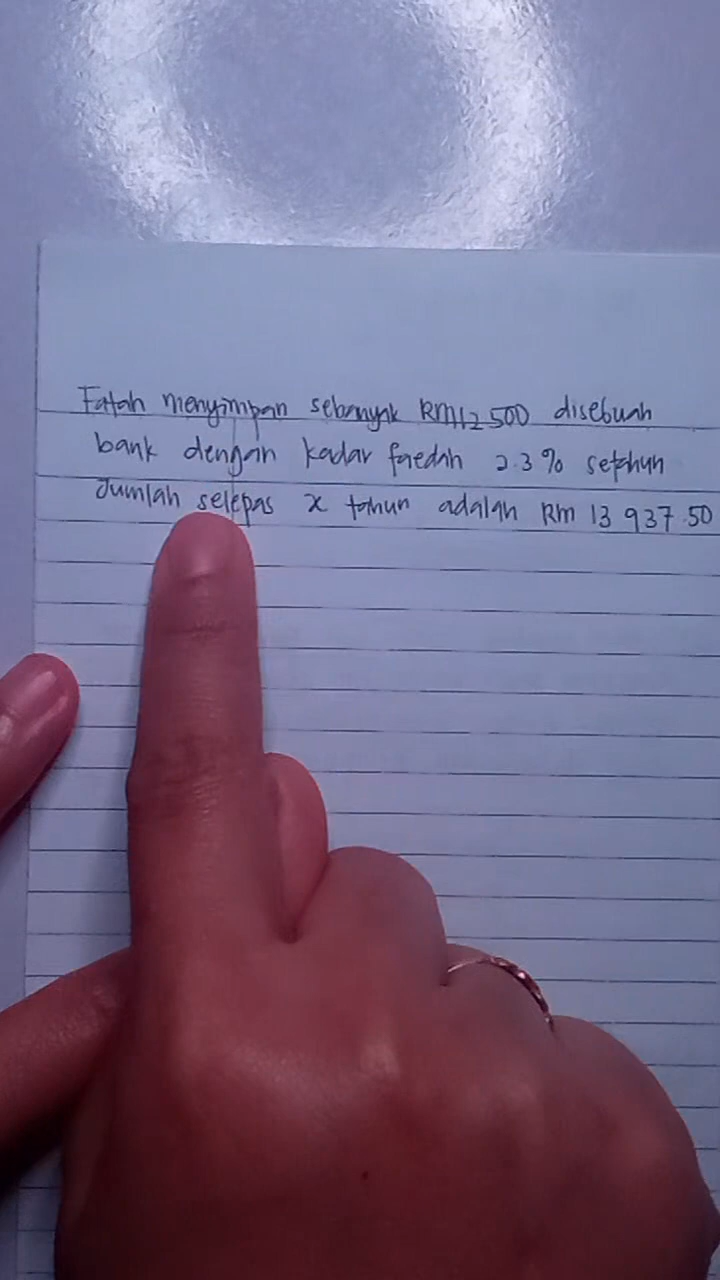 Fatah menyimpan sebanyak RM12 500 disebuah
bank dengan kadar faedah 2.3% setahun
Jumlah selepas x tahun adalah RM 13 937.50